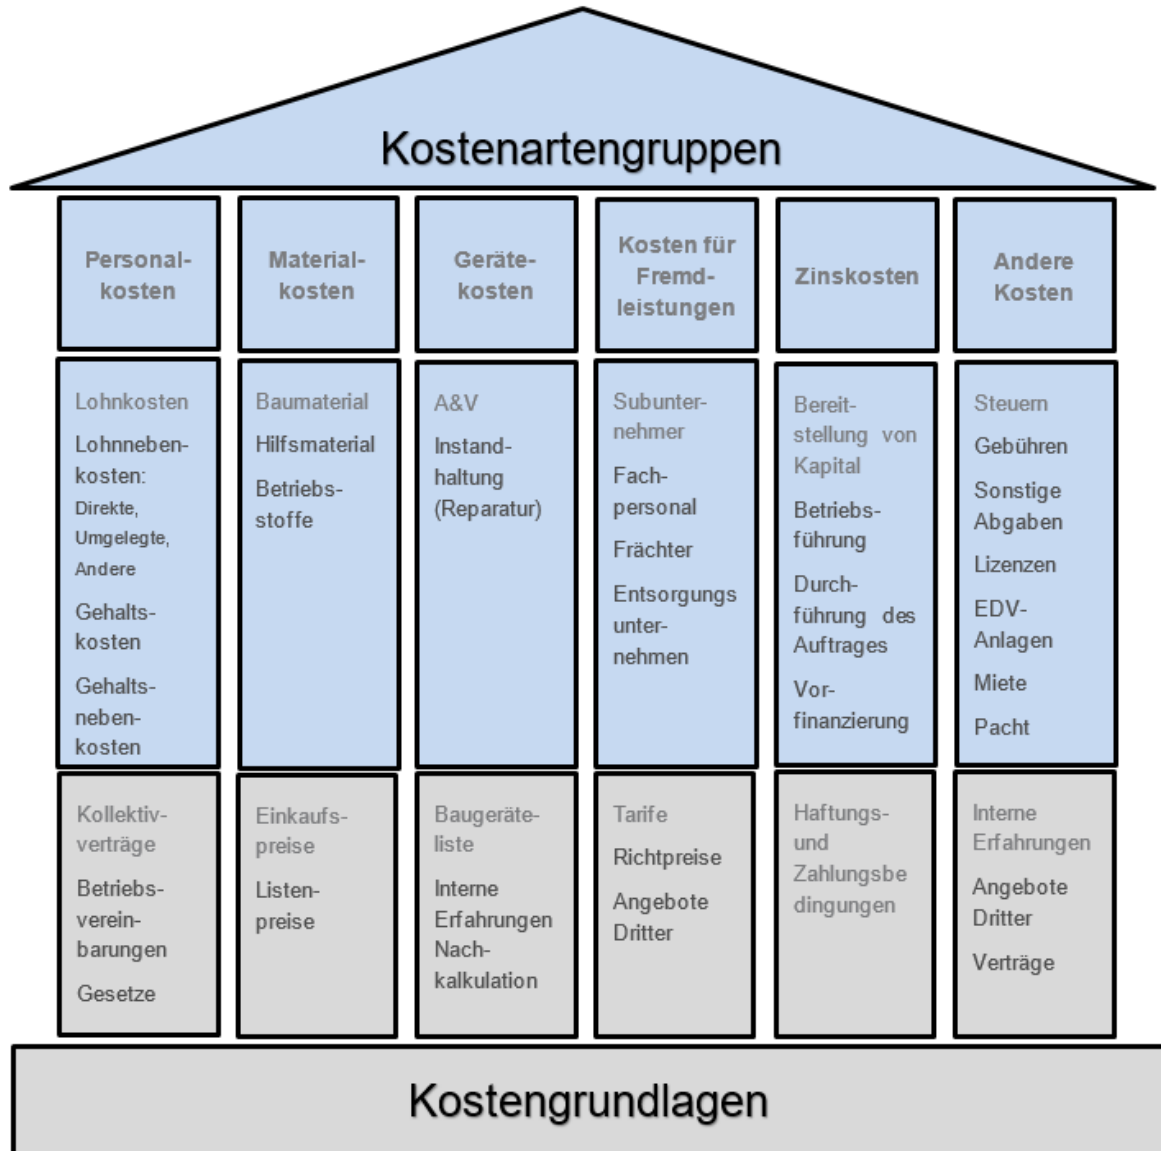 Kostenartengruppen
Personal-
kosten
Material-
kosten
Geräte-
kosten
Kosten für
Fremd-
leistungen
Zinskosten
Andere
Kosten
Lohnkosten
Lohnneben-
kosten:
Direkte,
Umgelegte,
Andere
Gehalts-
kosten
Gehalts-
neben-
kosten
Baumaterial
Hilfsmaterial
Betriebs-
stoffe
A&V
Instand-
haltung
(Reparatur)
Subunter-
nehmer
Fach-
personal
Frächter
Entsorgungs
unter-
nehmen
Bereit-
stellung von
Kapital
Betriebs-
führung
Durch-
führung des
Auftrages
Vor-
finanzierung
Steuern
Gebühren
Sonstige
Abgaben
Lizenzen
EDV-
Anlagen
Miete
Pacht
Kollektiv-
verträge
Betriebs-
verein-
barungen
Gesetze
Einkaufs-
preise
Listen-
preise
Baugeräte-
liste
Interne
Erfahrungen
Nach-
kalkulation
Tarife
Richtpreise
Angebote
Dritter
Haftungs-
und
Zahlungsbe
dingungen
Interne
Erfahrungen
Angebote
Dritter
Verträge
Kostengrundlagen